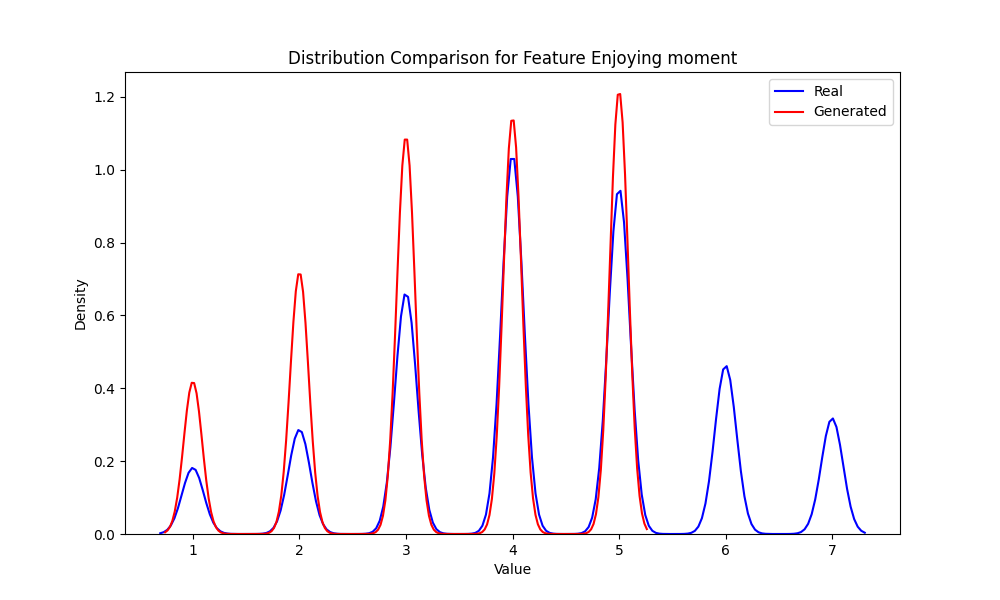 Distribution Comparison for Feature Enjoying moment
Real
Generated
Density
1.2
1.0
0.8
0.6
0.4
0.2
0.0
1 2 3 4 5 6 7
Value